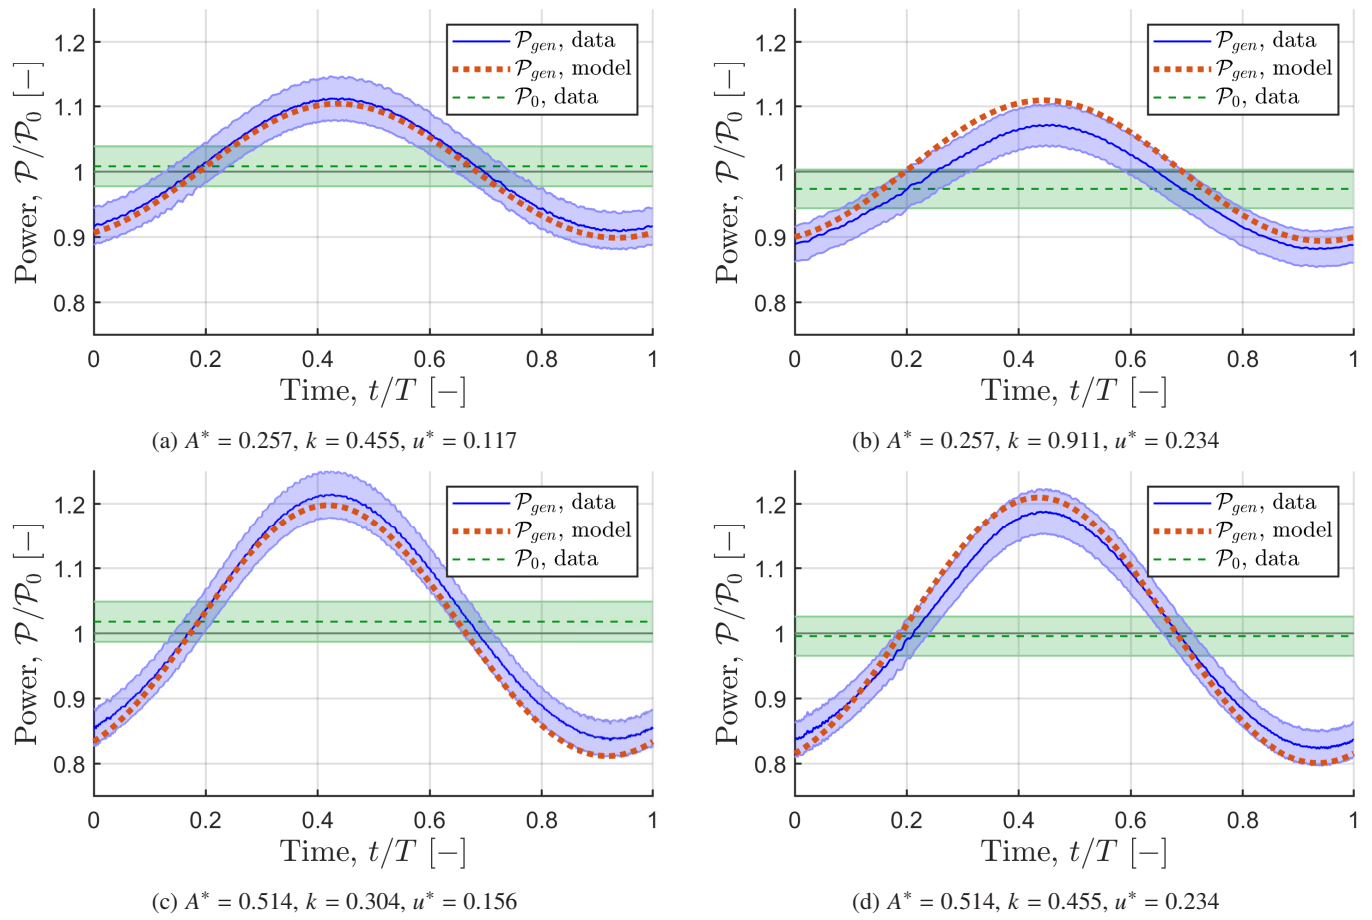 1.2
1.1
1
0.9
0.8
Power, 𝒫/𝒫₀ [−]
𝒫gen, data
𝒫gen, model
𝒫₀, data
0 0.2 0.4 0.6 0.8 1
Time, t/T [−]
(a) A* = 0.257, k = 0.455, u* = 0.117
1.2
1.1
1
0.9
0.8
Power, 𝒫/𝒫₀ [−]
𝒫gen, data
𝒫gen, model
𝒫₀, data
0 0.2 0.4 0.6 0.8 1
Time, t/T [−]
(b) A* = 0.257, k = 0.911, u* = 0.234
1.2
1.1
1
0.9
0.8
Power, 𝒫/𝒫₀ [−]
𝒫gen, data
𝒫gen, model
𝒫₀, data
0 0.2 0.4 0.6 0.8 1
Time, t/T [−]
(c) A* = 0.514, k = 0.304, u* = 0.156
1.2
1.1
1
0.9
0.8
Power, 𝒫/𝒫₀ [−]
𝒫gen, data
𝒫gen, model
𝒫₀, data
0 0.2 0.4 0.6 0.8 1
Time, t/T [−]
(d) A* = 0.514, k = 0.455, u* = 0.234